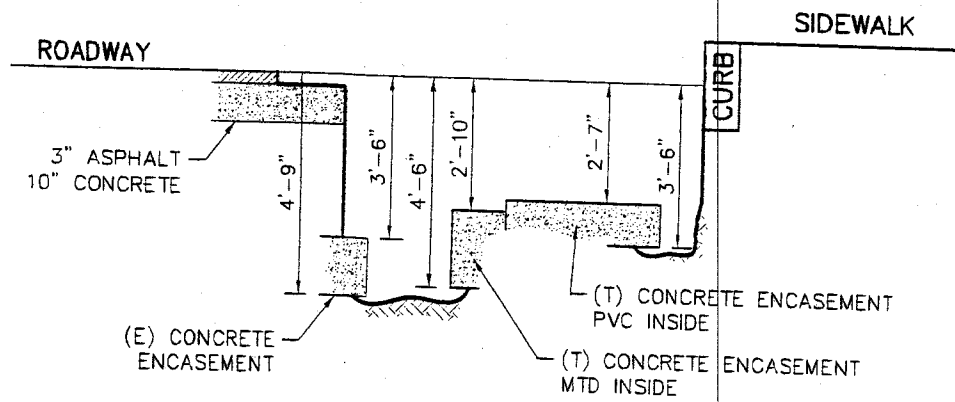 SIDEWALK
ROADWAY
CURB
3" ASPHALT
10" CONCRETE
4'-9"
3'-6"
4'-6"
2'-10"
2'-7"
3'-6"
(E) CONCRETE
ENCASEMENT
(T) CONCRETE ENCASEMENT
PVC INSIDE
(T) CONCRETE ENCASEMENT
MTD INSIDE